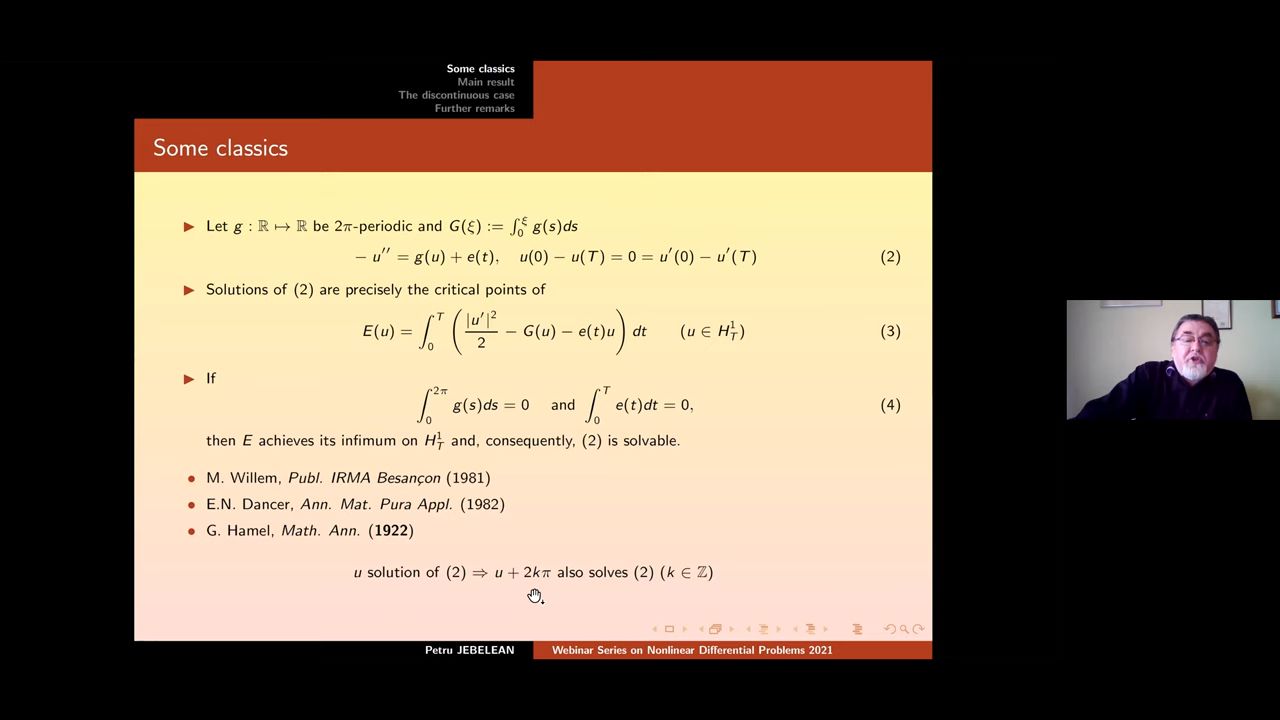 Some classics
Main result
The discontinuous case
Further remarks
Some classics
▶ Let g : ℝ ↦ ℝ be 2π-periodic and G(ξ) := ∫₀^ξ g(s)ds
− u′′ = g(u) + e(t), u(0) − u(T) = 0 = u′(0) − u′(T) (2)
▶ Solutions of (2) are precisely the critical points of
E(u) = ∫₀^T ( |u′|²/2 − G(u) − e(t)u ) dt (u ∈ H¹_T) (3)
▶ If
∫₀^{2π} g(s)ds = 0 and ∫₀^T e(t)dt = 0, (4)
then E achieves its infimum on H¹_T and, consequently, (2) is solvable.
• M. Willem, Publ. IRMA Besançon (1981)
• E.N. Dancer, Ann. Mat. Pura Appl. (1982)
• G. Hamel, Math. Ann. (1922)
u solution of (2) ⇒ u + 2kπ also solves (2) (k ∈ ℤ)
Petru JEBELEAN Webinar Series on Nonlinear Differential Problems 2021